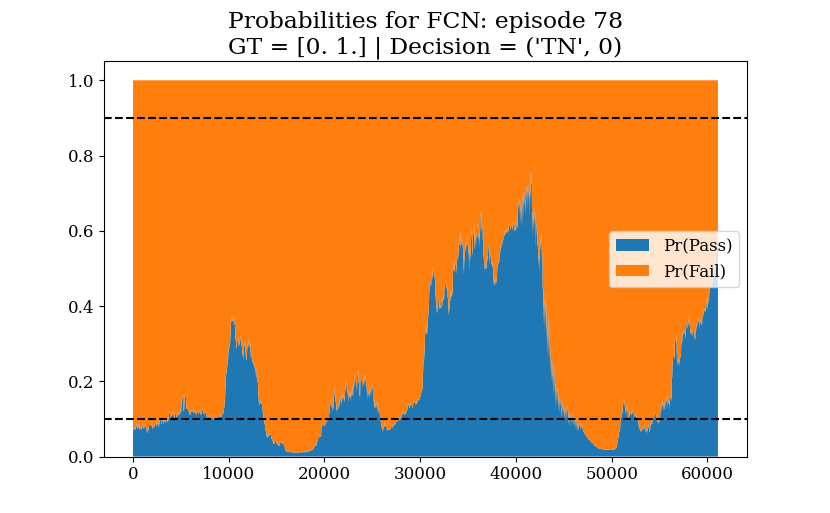 Probabilities for FCN: episode 78
GT = [0. 1.] | Decision = ('TN', 0)
1.0
0.8
0.6
0.4
0.2
0.0
Pr(Pass)
Pr(Fail)
0 10000 20000 30000 40000 50000 60000